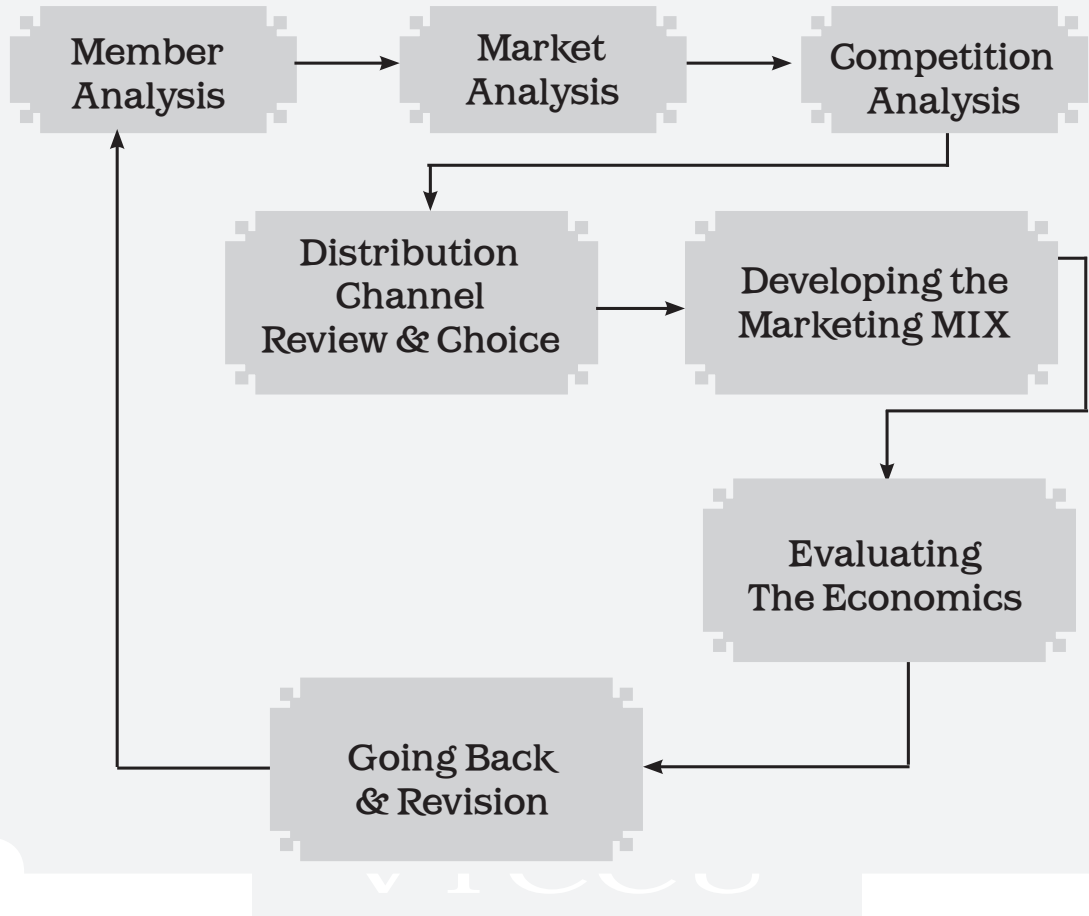 Member
Analysis
Market
Analysis
Competition
Analysis
Distribution
Channel
Review & Choice
Developing the
Marketing MIX
Evaluating
The Economics
Going Back
& Revision